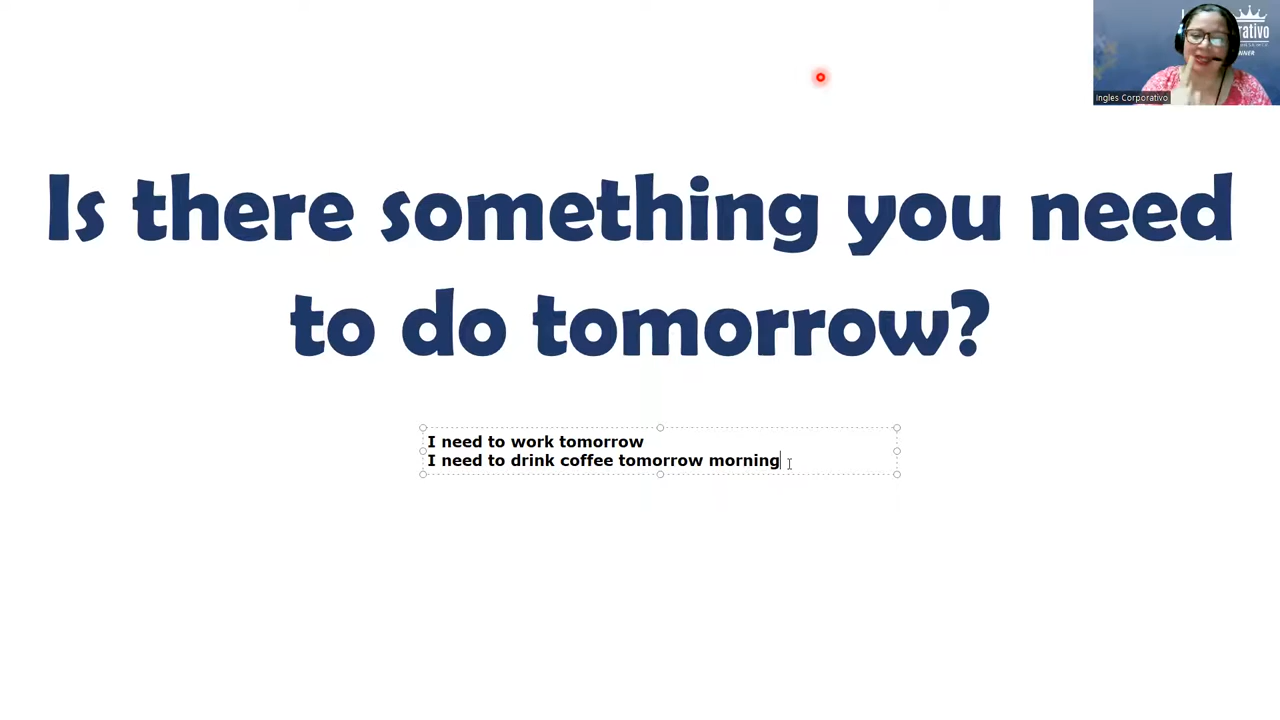 Is there something you need
to do tomorrow?
I need to work tomorrow
I need to drink coffee tomorrow morning
Ingles Corporativo